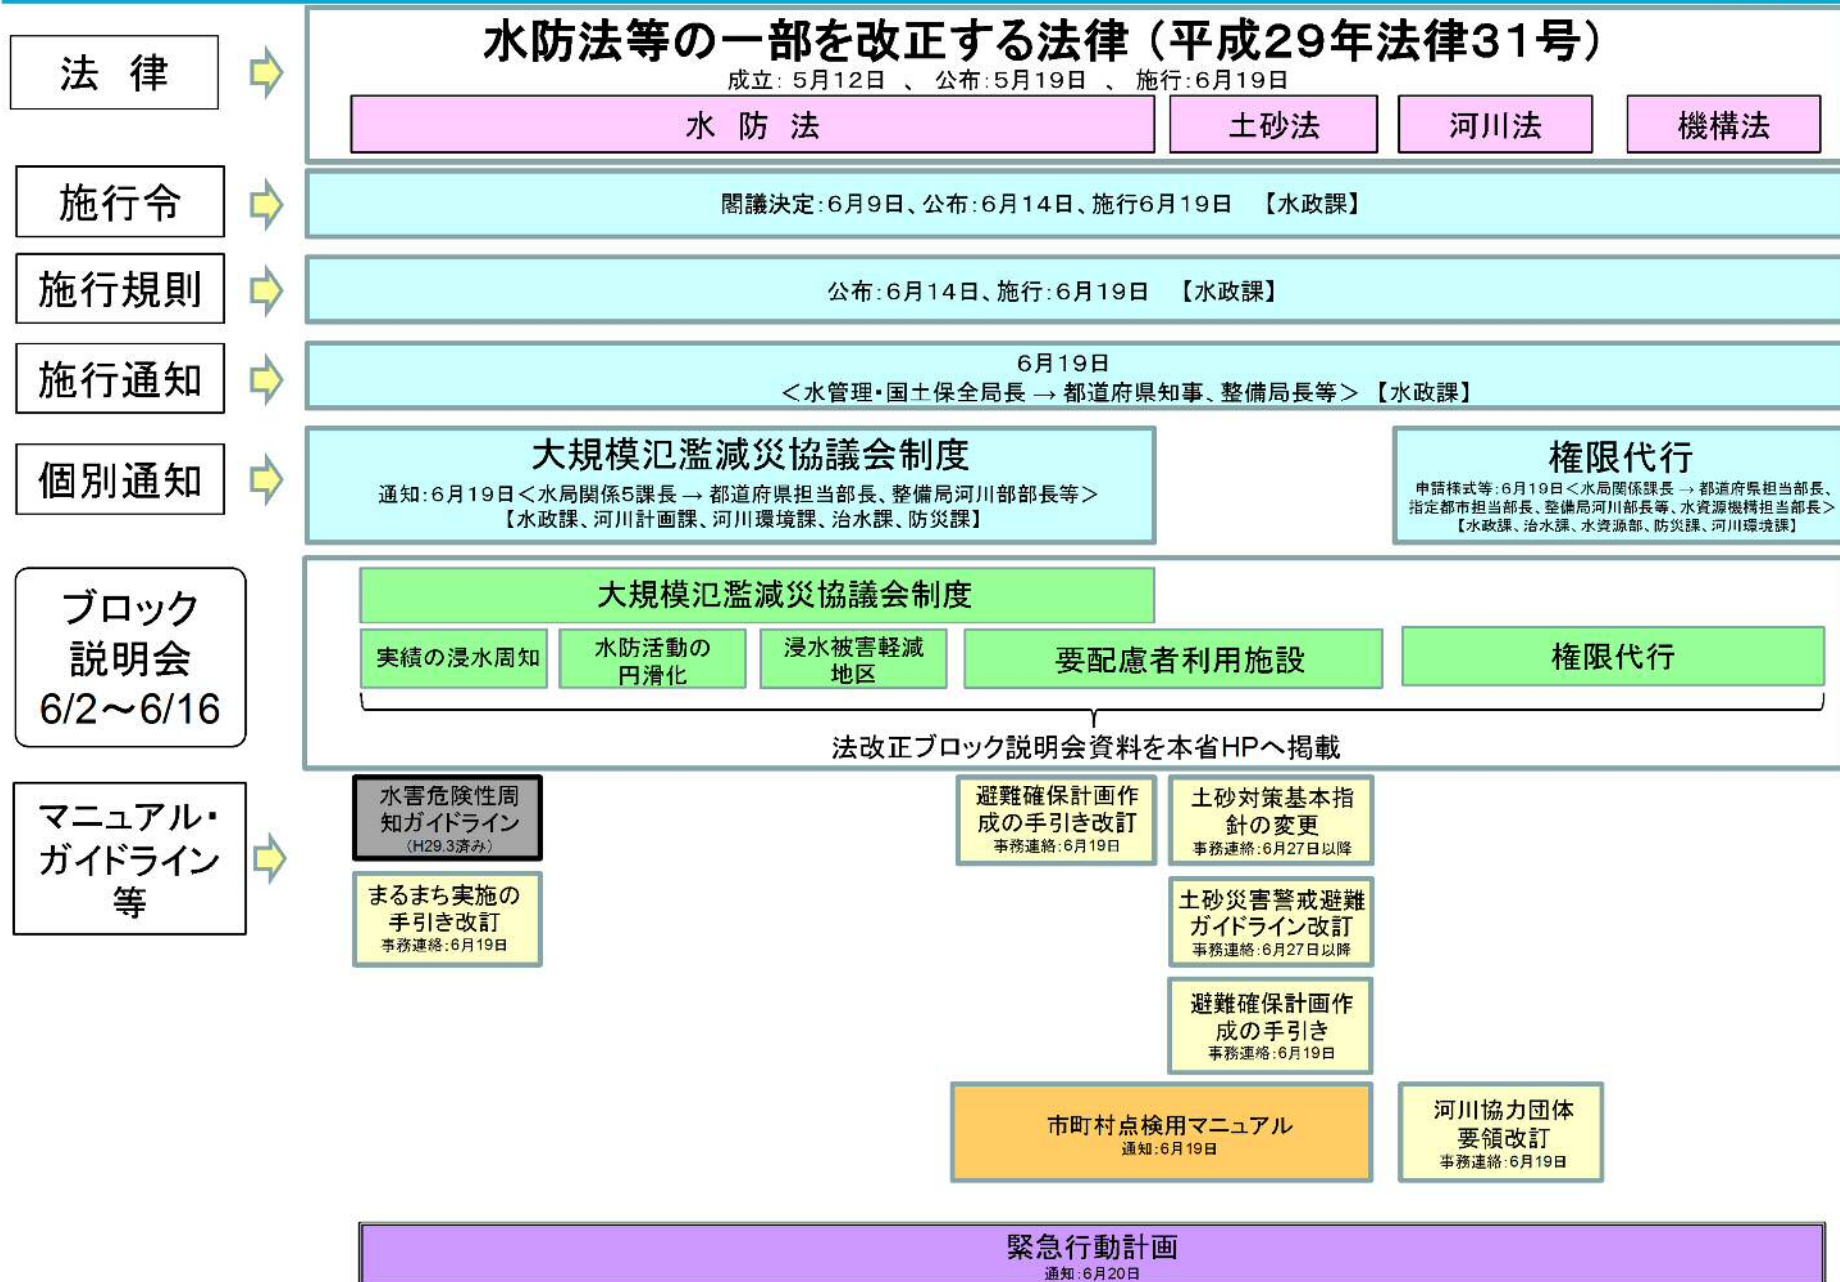 法律
水防法等の一部を改正する法律（平成29年法律31号）
成立：5月12日 、 公布：5月19日 、 施行：6月19日
水防法
土砂法
河川法
機構法
施行令
閣議決定：6月9日、公布：6月14日、施行6月19日 【水政課】
施行規則
公布：6月14日、施行：6月19日 【水政課】
施行通知
6月19日
＜水管理・国土保全局長 → 都道府県知事、整備局長等＞ 【水政課】
個別通知
大規模氾濫減災協議会制度
通知：6月19日＜水局関係5課長 → 都道府県担当部長、整備局河川部部長等＞
【水政課、河川計画課、河川環境課、治水課、防災課】
権限代行
申請様式等：6月19日＜水局関係課長 → 都道府県担当部長、
指定都市担当部長、整備局河川部長等、水資源機構担当部長＞
【水政課、治水課、水資源部、防災課、河川環境課】
ブロック
説明会
6/2～6/16
大規模氾濫減災協議会制度
実績の浸水周知
水防活動の
円滑化
浸水被害軽減
地区
要配慮者利用施設
権限代行
法改正ブロック説明会資料を本省HPへ掲載
マニュアル・
ガイドライン
等
水害危険性周
知ガイドライン
（H29.3済み）
まるまち実施の
手引き改訂
事務連絡：6月19日
避難確保計画作
成の手引き改訂
事務連絡：6月19日
土砂対策基本指
針の変更
事務連絡：6月27日以降
土砂災害警戒避難
ガイドライン改訂
事務連絡：6月27日以降
避難確保計画作
成の手引き
事務連絡：6月19日
市町村点検用マニュアル
通知：6月19日
河川協力団体
要領改訂
事務連絡：6月19日
緊急行動計画
通知：6月20日